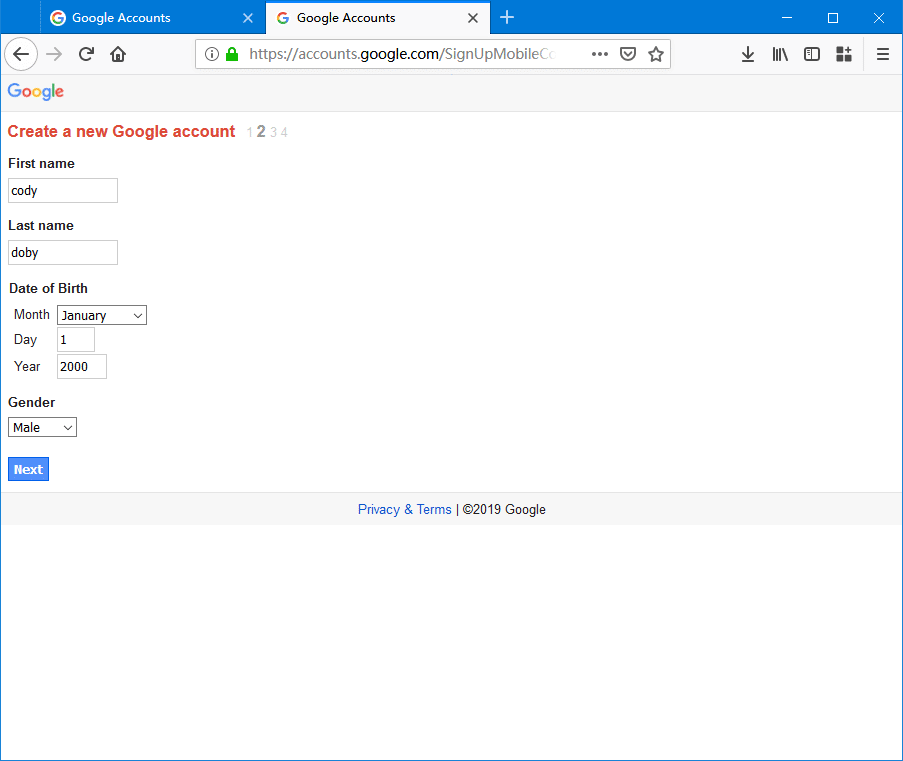 Google Accounts
Google Accounts
https://accounts.google.com/SignUpMobileCo
Google
Create a new Google account 1 2 3 4
First name
cody
Last name
doby
Date of Birth
Month January
Day 1
Year 2000
Gender
Male
Next
Privacy & Terms | ©2019 Google